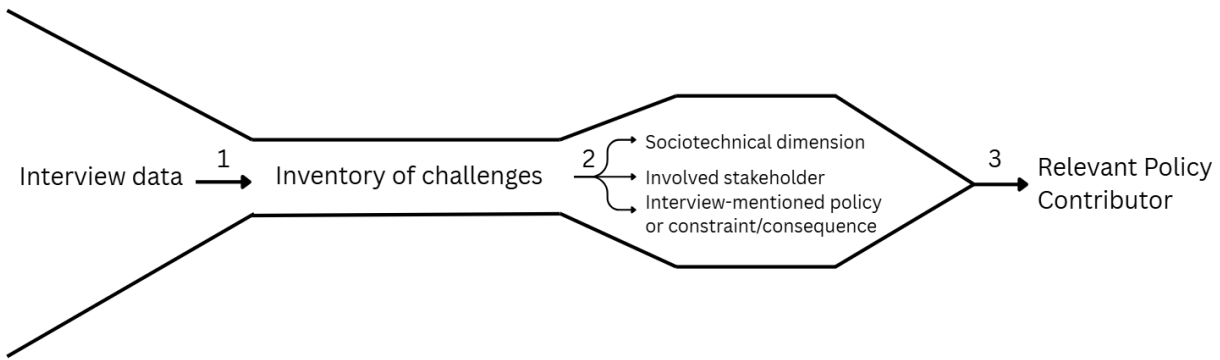 Interview data
1
Inventory of challenges
2
Sociotechnical dimension
Involved stakeholder
Interview-mentioned policy
or constraint/consequence
3
Relevant Policy
Contributor